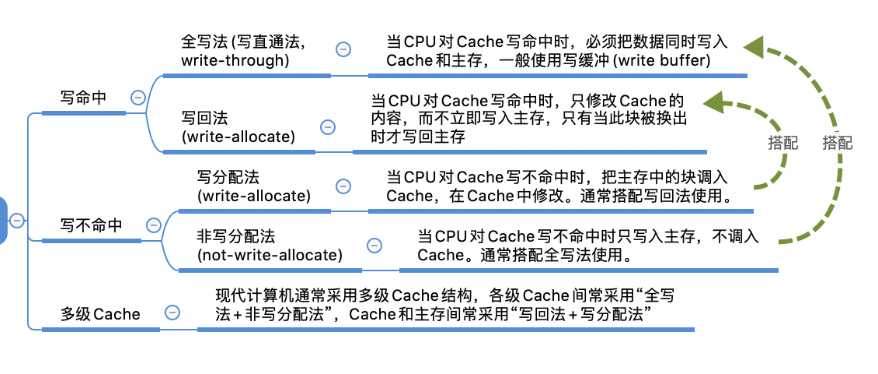 全写法 (写直通法，
write-through)
当CPU对Cache写命中时，必须把数据同时写入
Cache和主存，一般使用写缓冲 (write buffer)
写命中
写回法
(write-allocate)
当CPU对Cache写命中时，只修改Cache的
内容，而不立即写入主存，只有当此块被换出
时才写回主存
搭配
搭配
写分配法
(write-allocate)
当CPU对Cache写不命中时，把主存中的块调入
Cache，在Cache中修改。通常搭配写回法使用。
写不命中
非写分配法
(not-write-allocate)
当CPU对Cache写不命中时只写入主存，不调入
Cache。通常搭配全写法使用。
多级Cache
现代计算机通常采用多级Cache结构，各级Cache间常采用“全写
法+非写分配法”，Cache和主存间常采用“写回法+写分配法”